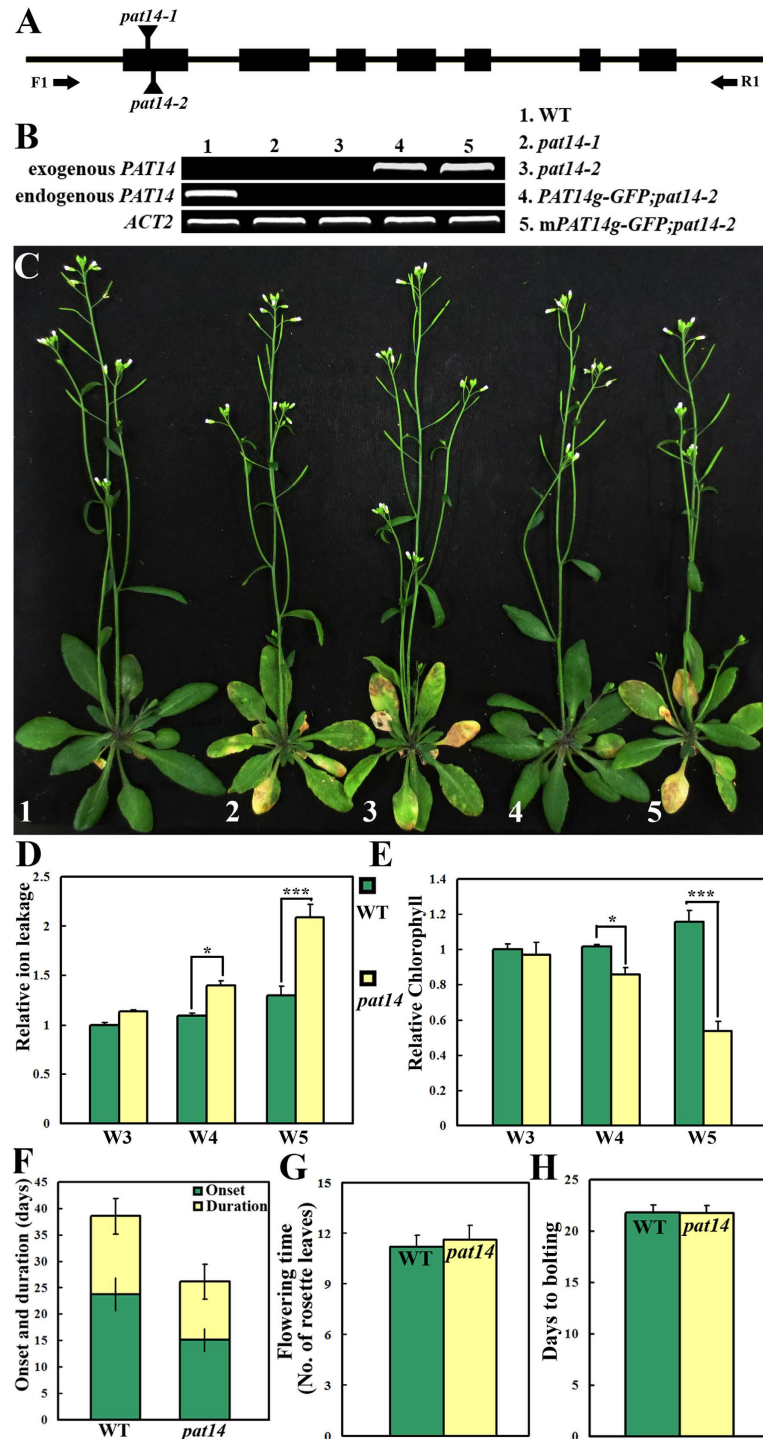 A
pat14-1
F1
R1
pat14-2
B
1 2 3 4 5
exogenous PAT14
endogenous PAT14
ACT2
1. WT
2. pat14-1
3. pat14-2
4. PAT14g-GFP;pat14-2
5. mPAT14g-GFP;pat14-2
C
1 2 3 4 5
D
Relative ion leakage
2.5
2
1.5
1
0.5
0
*
***
W3 W4 W5
WT
pat14
E
Relative Chlorophyll
1.4
1.2
1
0.8
0.6
0.4
0.2
0
*
***
W3 W4 W5
F
Onset and duration (days)
45
40
35
30
25
20
15
10
5
0
Onset
Duration
WT pat14
G
Flowering time
(No. of rosette leaves)
15
12
9
6
3
0
WT pat14
H
Days to bolting
25
20
15
10
5
0
WT pat14